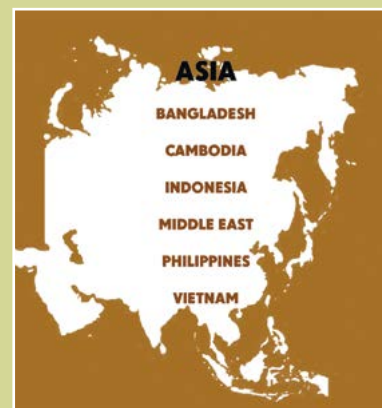 ASIA
BANGLADESH
CAMBODIA
INDONESIA
MIDDLE EAST
PHILIPPINES
VIETNAM